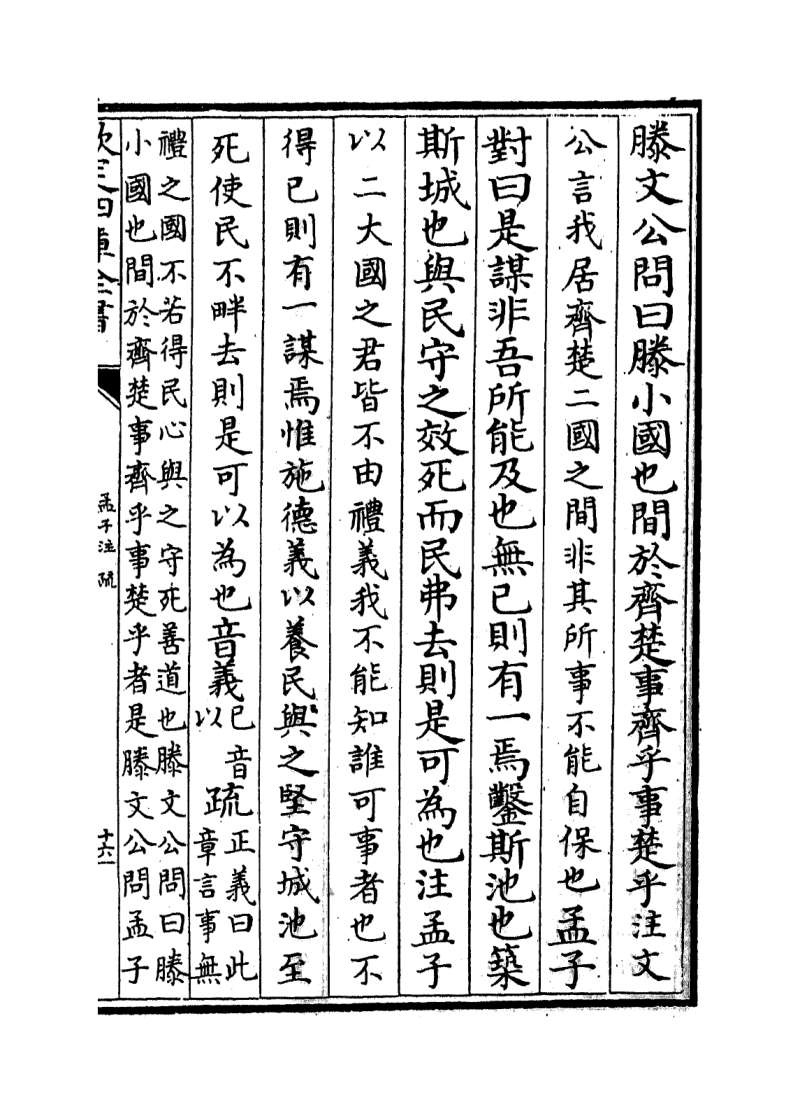 滕文公問曰滕小國也間於齊楚事齊乎事楚乎注文
公言我居齊楚二國之間非其所事不能自保也孟子
對曰是謀非吾所能及也無已則有一焉鑿斯池也築
斯城也與民守之效死而民弗去則是可為也注孟子
以二大國之君皆不由禮義我不能知誰可事者也不
得已則有一謀焉惟施德義以養民與之堅守城池至
死使民不畔去則是可以為也音義已音以疏正義曰此章言事無
禮之國不若得民心與之守死善道也滕文公問曰滕
小國也間於齊楚事齊乎事楚乎者是滕文公問孟子
欽定四庫全書
孟子注疏
十六